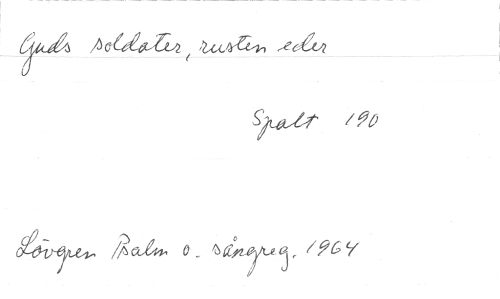 Guds soldater, rusten eder
Spalt 190
Lövgren Psalm o. sångreg. 1964